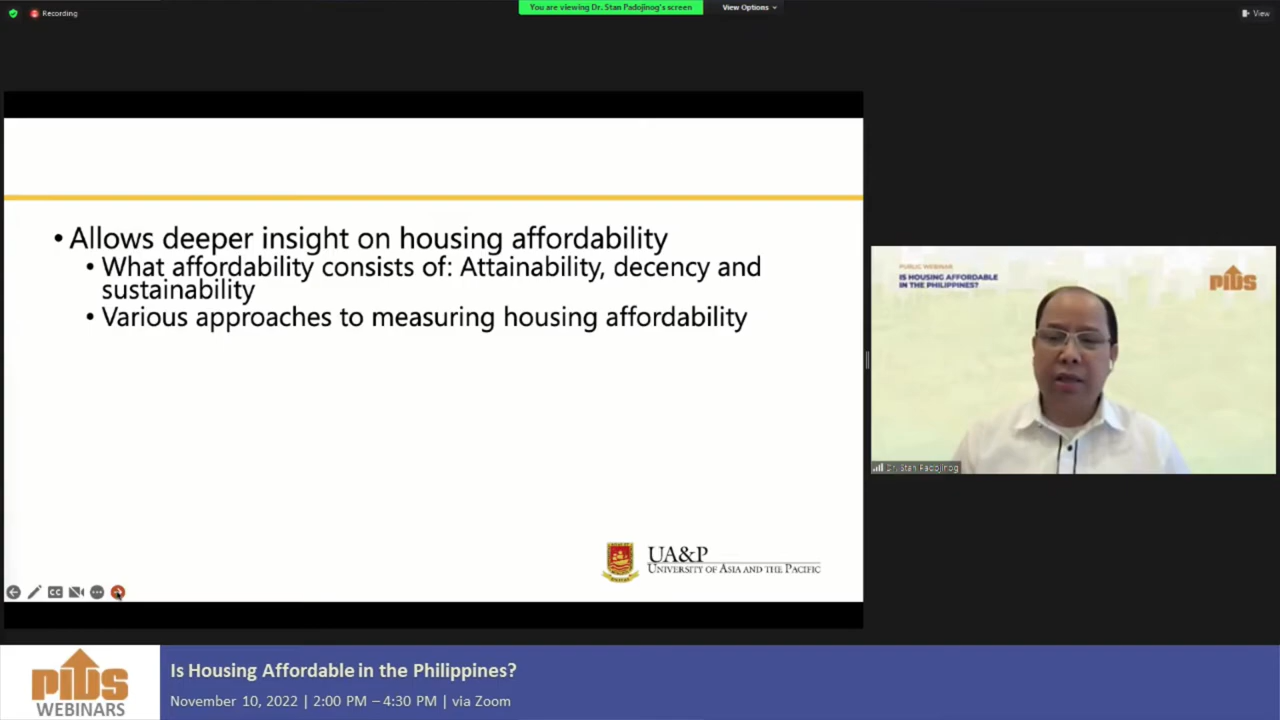 Recording
You are viewing Dr. Stan Padojinog's screen
View Options
View
• Allows deeper insight on housing affordability
• What affordability consists of: Attainability, decency and
sustainability
• Various approaches to measuring housing affordability
UA&P
UNIVERSITY OF ASIA AND THE PACIFIC
CC
PUBLIC WEBINAR
IS HOUSING AFFORDABLE
IN THE PHILIPPINES?
PIDS
Dr. Stan Padojinog
PIDS
WEBINARS
Is Housing Affordable in the Philippines?
November 10, 2022 | 2:00 PM – 4:30 PM | via Zoom